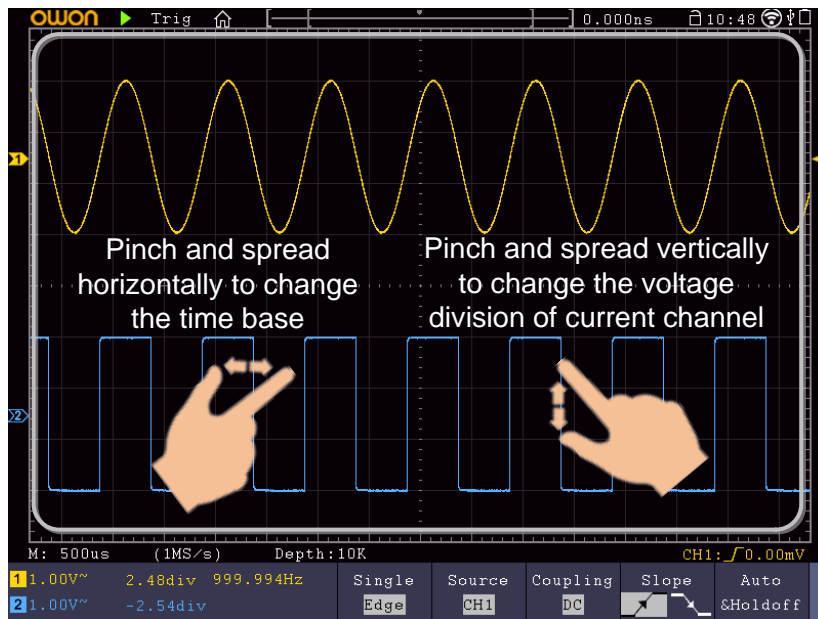 OWON Trig 0.000ns 10:48
1
Pinch and spread
horizontally to change
the time base
Pinch and spread vertically
to change the voltage
division of current channel
2
M: 500us (1MS/s) Depth:10K CH1: 0.00mV
1 1.00V~ 2.48div 999.994Hz
2 1.00V~ -2.54div
Single
Edge
Source
CH1
Coupling
DC
Slope
Auto
&Holdoff